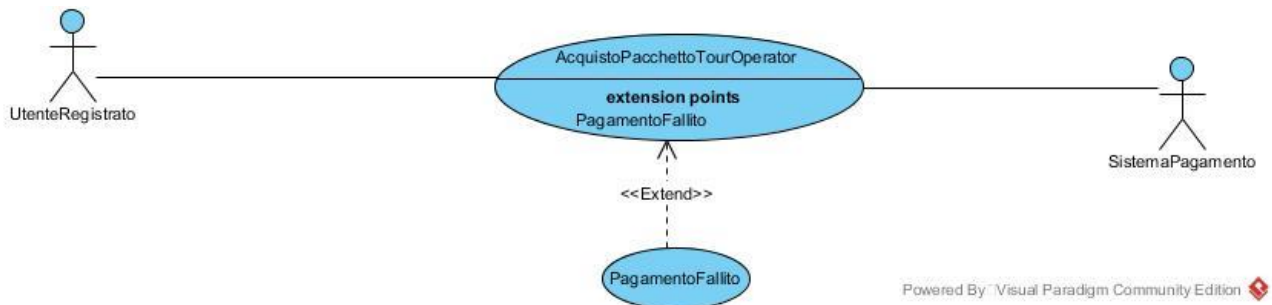 AcquistoPacchettoTourOperator
extension points
PagamentoFallito
UtenteRegistrato
SistemaPagamento
<<Extend>>
PagamentoFallito
Powered By Visual Paradigm Community Edition